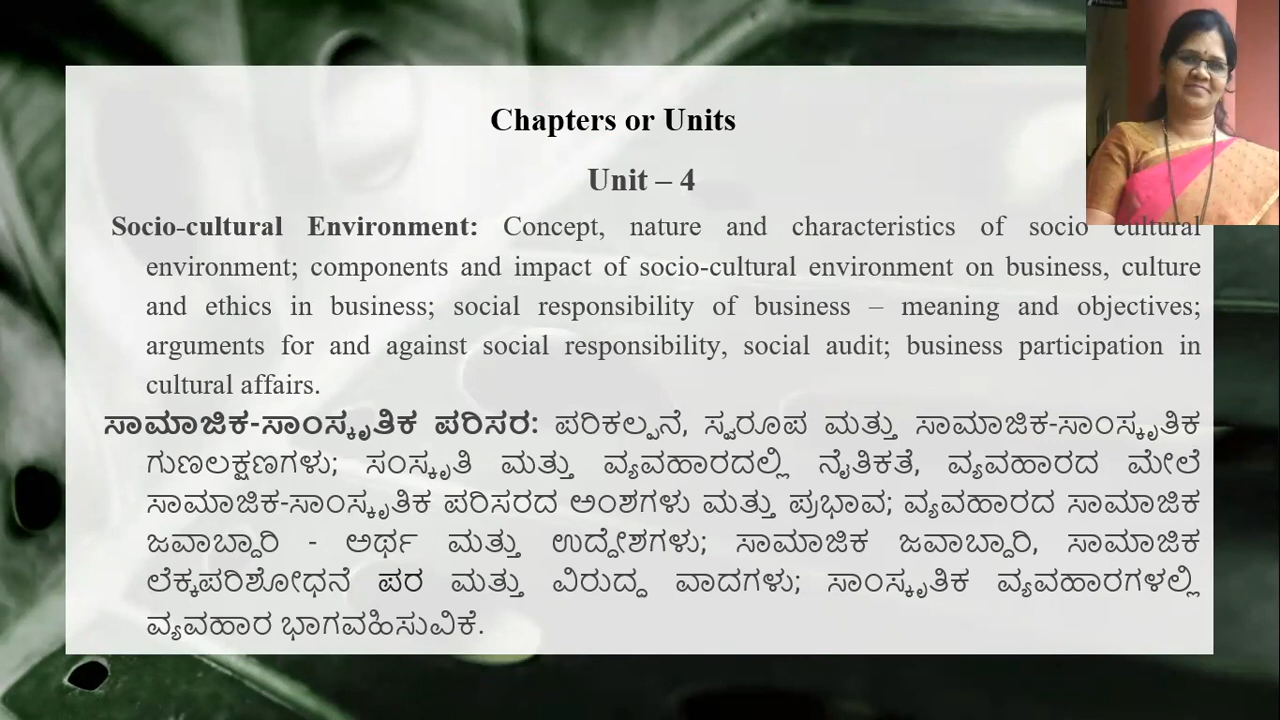 Chapters or Units
Unit – 4
Socio-cultural Environment: Concept, nature and characteristics of socio cultural
environment; components and impact of socio-cultural environment on business, culture
and ethics in business; social responsibility of business – meaning and objectives;
arguments for and against social responsibility, social audit; business participation in
cultural affairs.
ಸಾಮಾಜಿಕ-ಸಾಂಸ್ಕೃತಿಕ ಪರಿಸರ: ಪರಿಕಲ್ಪನೆ, ಸ್ವರೂಪ ಮತ್ತು ಸಾಮಾಜಿಕ-ಸಾಂಸ್ಕೃತಿಕ
ಗುಣಲಕ್ಷಣಗಳು; ಸಂಸ್ಕೃತಿ ಮತ್ತು ವ್ಯವಹಾರದಲ್ಲಿ ನೈತಿಕತೆ, ವ್ಯವಹಾರದ ಮೇಲೆ
ಸಾಮಾಜಿಕ-ಸಾಂಸ್ಕೃತಿಕ ಪರಿಸರದ ಅಂಶಗಳು ಮತ್ತು ಪ್ರಭಾವ; ವ್ಯವಹಾರದ ಸಾಮಾಜಿಕ
ಜವಾಬ್ದಾರಿ - ಅರ್ಥ ಮತ್ತು ಉದ್ದೇಶಗಳು; ಸಾಮಾಜಿಕ ಜವಾಬ್ದಾರಿ, ಸಾಮಾಜಿಕ
ಲೆಕ್ಕಪರಿಶೋಧನೆ ಪರ ಮತ್ತು ವಿರುದ್ಧ ವಾದಗಳು; ಸಾಂಸ್ಕೃತಿಕ ವ್ಯವಹಾರಗಳಲ್ಲಿ
ವ್ಯವಹಾರ ಭಾಗವಹಿಸುವಿಕೆ.